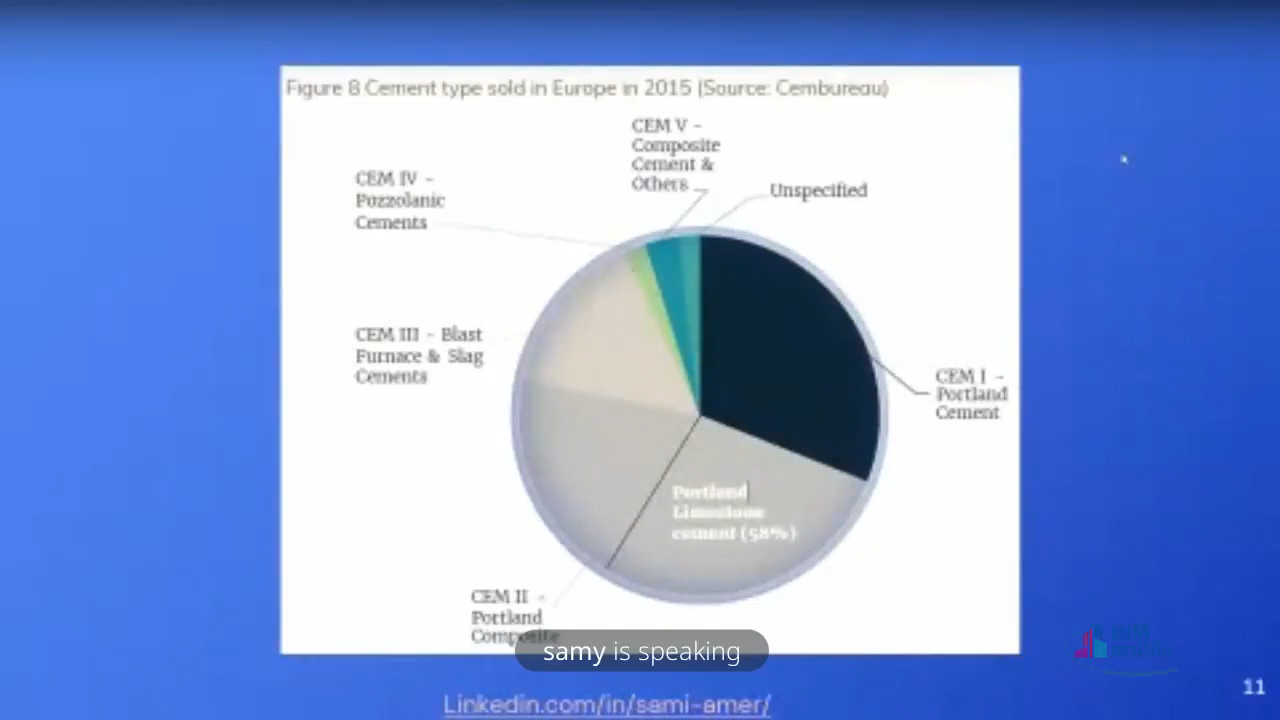 Figure 8 Cement type sold in Europe in 2015 (Source: Cembureau)
CEM V -
Composite
Cement &
Others
Unspecified
CEM IV -
Pozzolanic
Cements
CEM III - Blast
Furnace & Slag
Cements
CEM I -
Portland
Cement
Portland
Limestone
cement (58%)
CEM II -
Portland
Composite
samy is speaking
Linkedin.com/in/sami-amer/
11